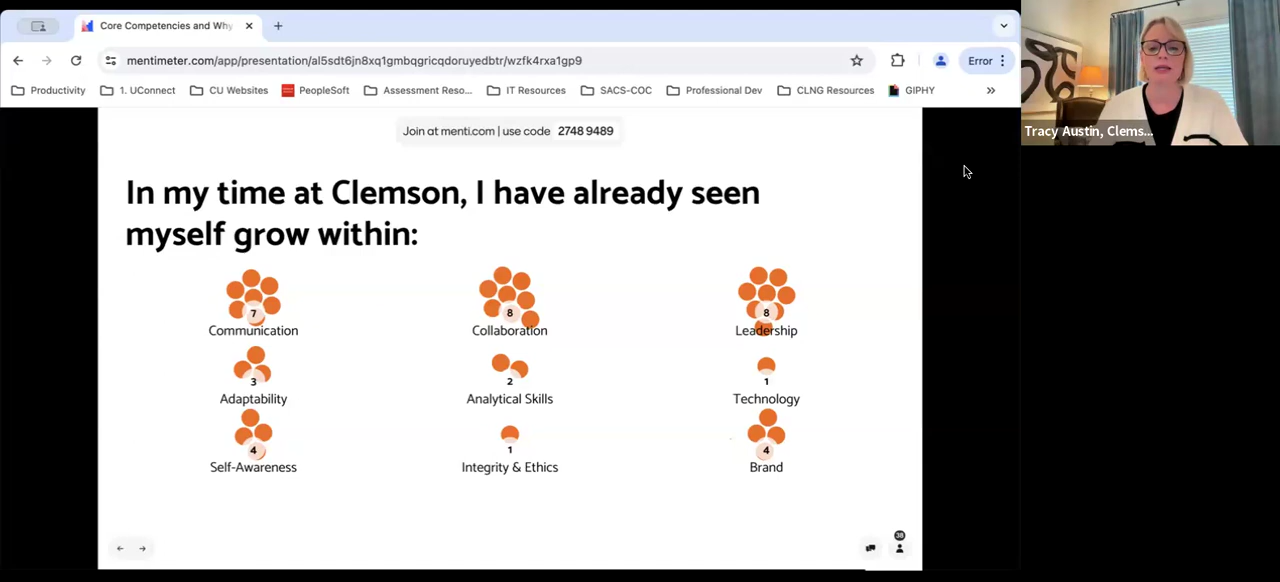 Core Competencies and Why
mentimeter.com/app/presentation/al5sdt6jn8xq1gmbqgricqdoruyedbtr/wzfk4rxa1gp9
Error
Productivity
1. UConnect
CU Websites
PeopleSoft
Assessment Reso...
IT Resources
SACS-COC
Professional Dev
CLNG Resources
GIPHY
Tracy Austin, Clems...
Join at menti.com | use code 2748 9489
In my time at Clemson, I have already seen
myself grow within:
7
8
8
Communication
Collaboration
Leadership
3
2
1
Adaptability
Analytical Skills
Technology
4
1
4
Self-Awareness
Integrity & Ethics
Brand
38